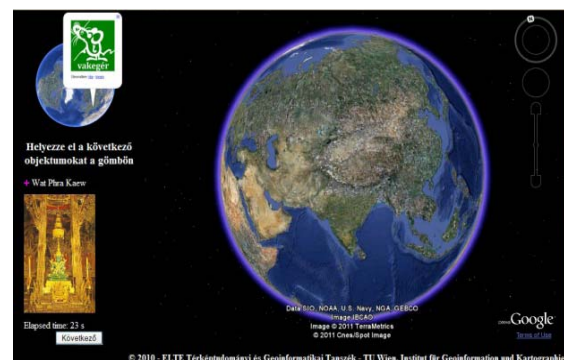 vakegér
Helyezze el a következő
objektumokat a gömbön
Wat Phra Kaew
Elapsed time: 23 s
Következő
N
Data SIO, NOAA, U.S. Navy, NGA, GEBCO
Image IBCAO
Image © 2011 TerraMetrics
© 2011 Cnes/Spot Image
Google
Terms of Use
© 2010 - ELTE Térképtudományi és Geoinformatikai Tanszék - TU Wien, Institut für Geoinformation und Kartographie